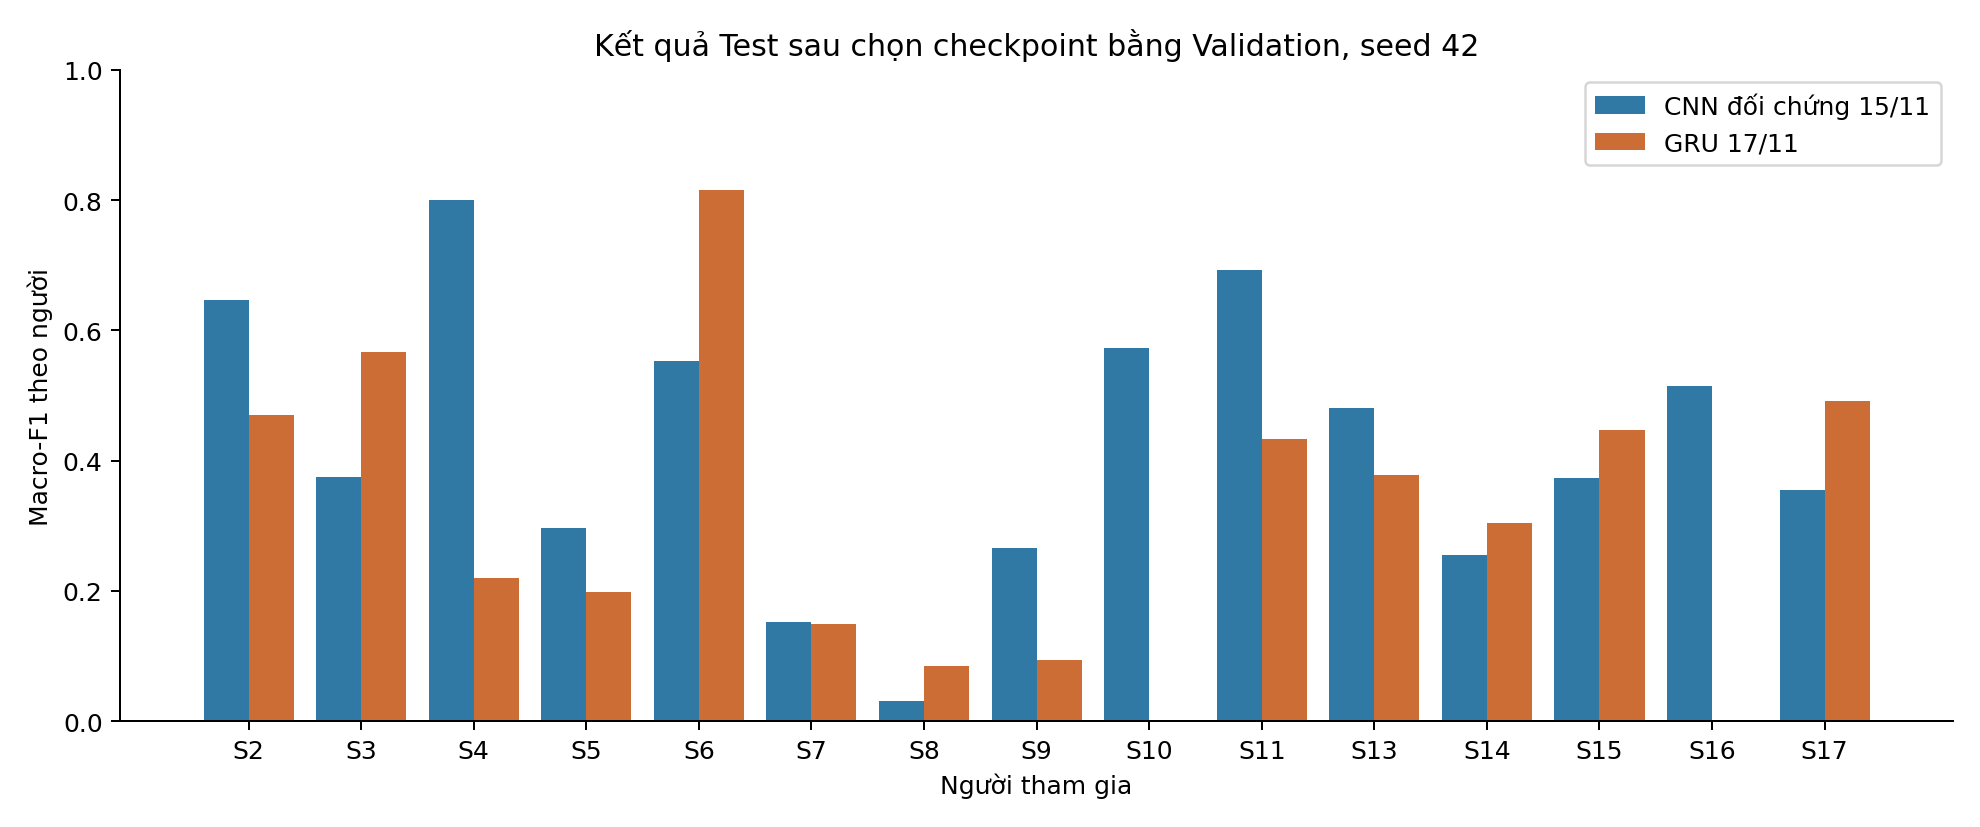 Kết quả Test sau chọn checkpoint bằng Validation, seed 42
CNN đối chứng 15/11
GRU 17/11
Macro-F1 theo người
1.0
0.8
0.6
0.4
0.2
0.0
S2 S3 S4 S5 S6 S7 S8 S9 S10 S11 S13 S14 S15 S16 S17
Người tham gia